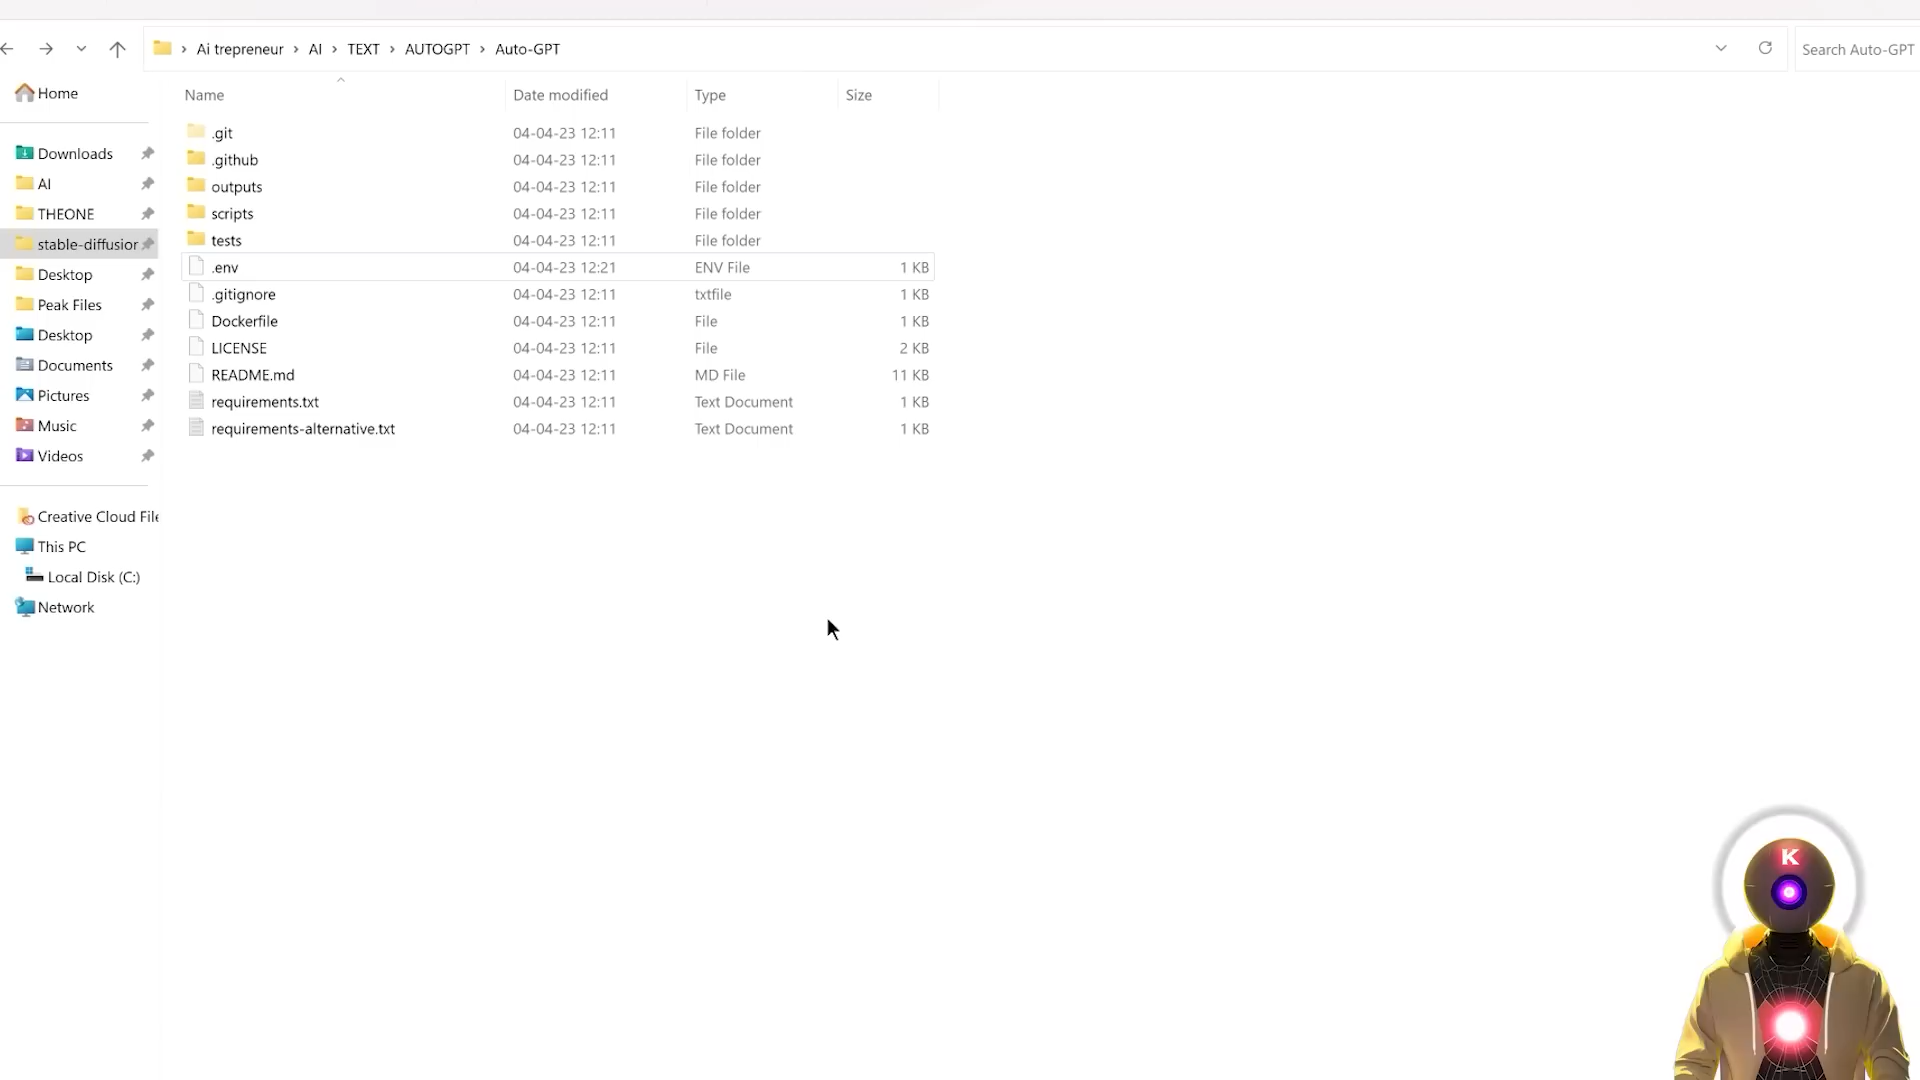 Ai trepreneur > AI > TEXT > AUTOGPT > Auto-GPT
Search Auto-GPT
Home
Downloads
AI
THEONE
stable-diffusior
Desktop
Peak Files
Desktop
Documents
Pictures
Music
Videos
Creative Cloud File
This PC
Local Disk (C:)
Network
Name Date modified Type Size
.git 04-04-23 12:11 File folder
.github 04-04-23 12:11 File folder
outputs 04-04-23 12:11 File folder
scripts 04-04-23 12:11 File folder
tests 04-04-23 12:11 File folder
.env 04-04-23 12:21 ENV File 1 KB
.gitignore 04-04-23 12:11 txtfile 1 KB
Dockerfile 04-04-23 12:11 File 1 KB
LICENSE 04-04-23 12:11 File 2 KB
README.md 04-04-23 12:11 MD File 11 KB
requirements.txt 04-04-23 12:11 Text Document 1 KB
requirements-alternative.txt 04-04-23 12:11 Text Document 1 KB
K